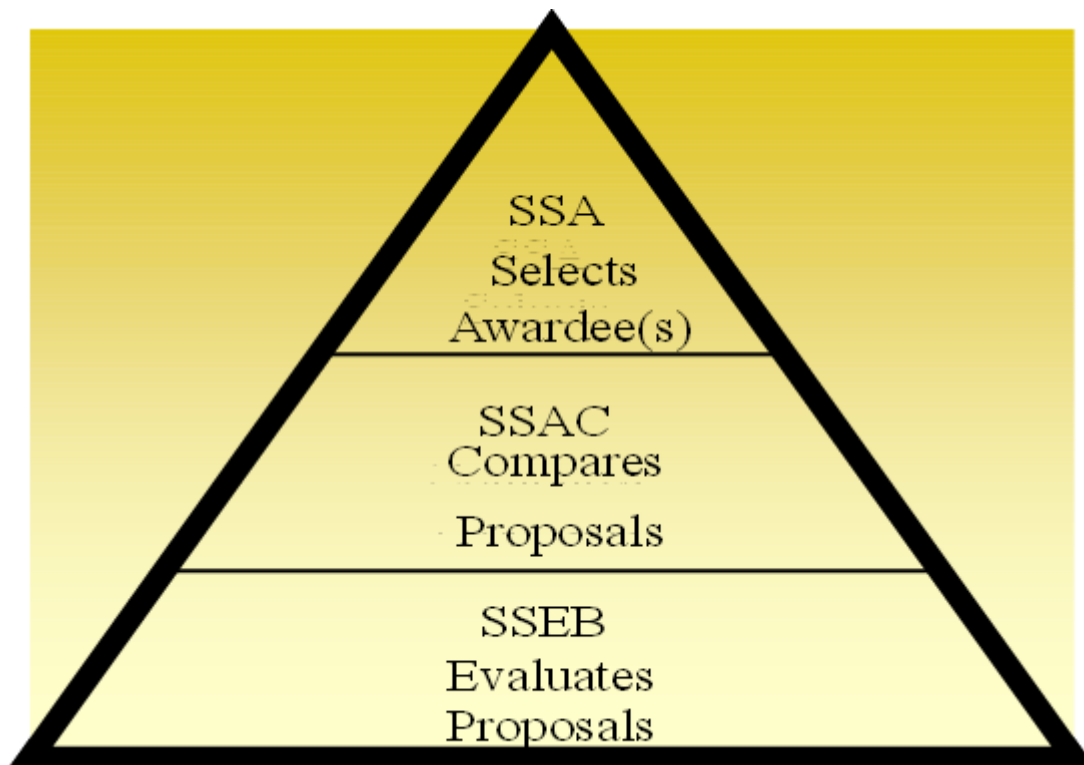 SSA
Selects
Awardee(s)
SSAC
Compares
Proposals
SSEB
Evaluates
Proposals